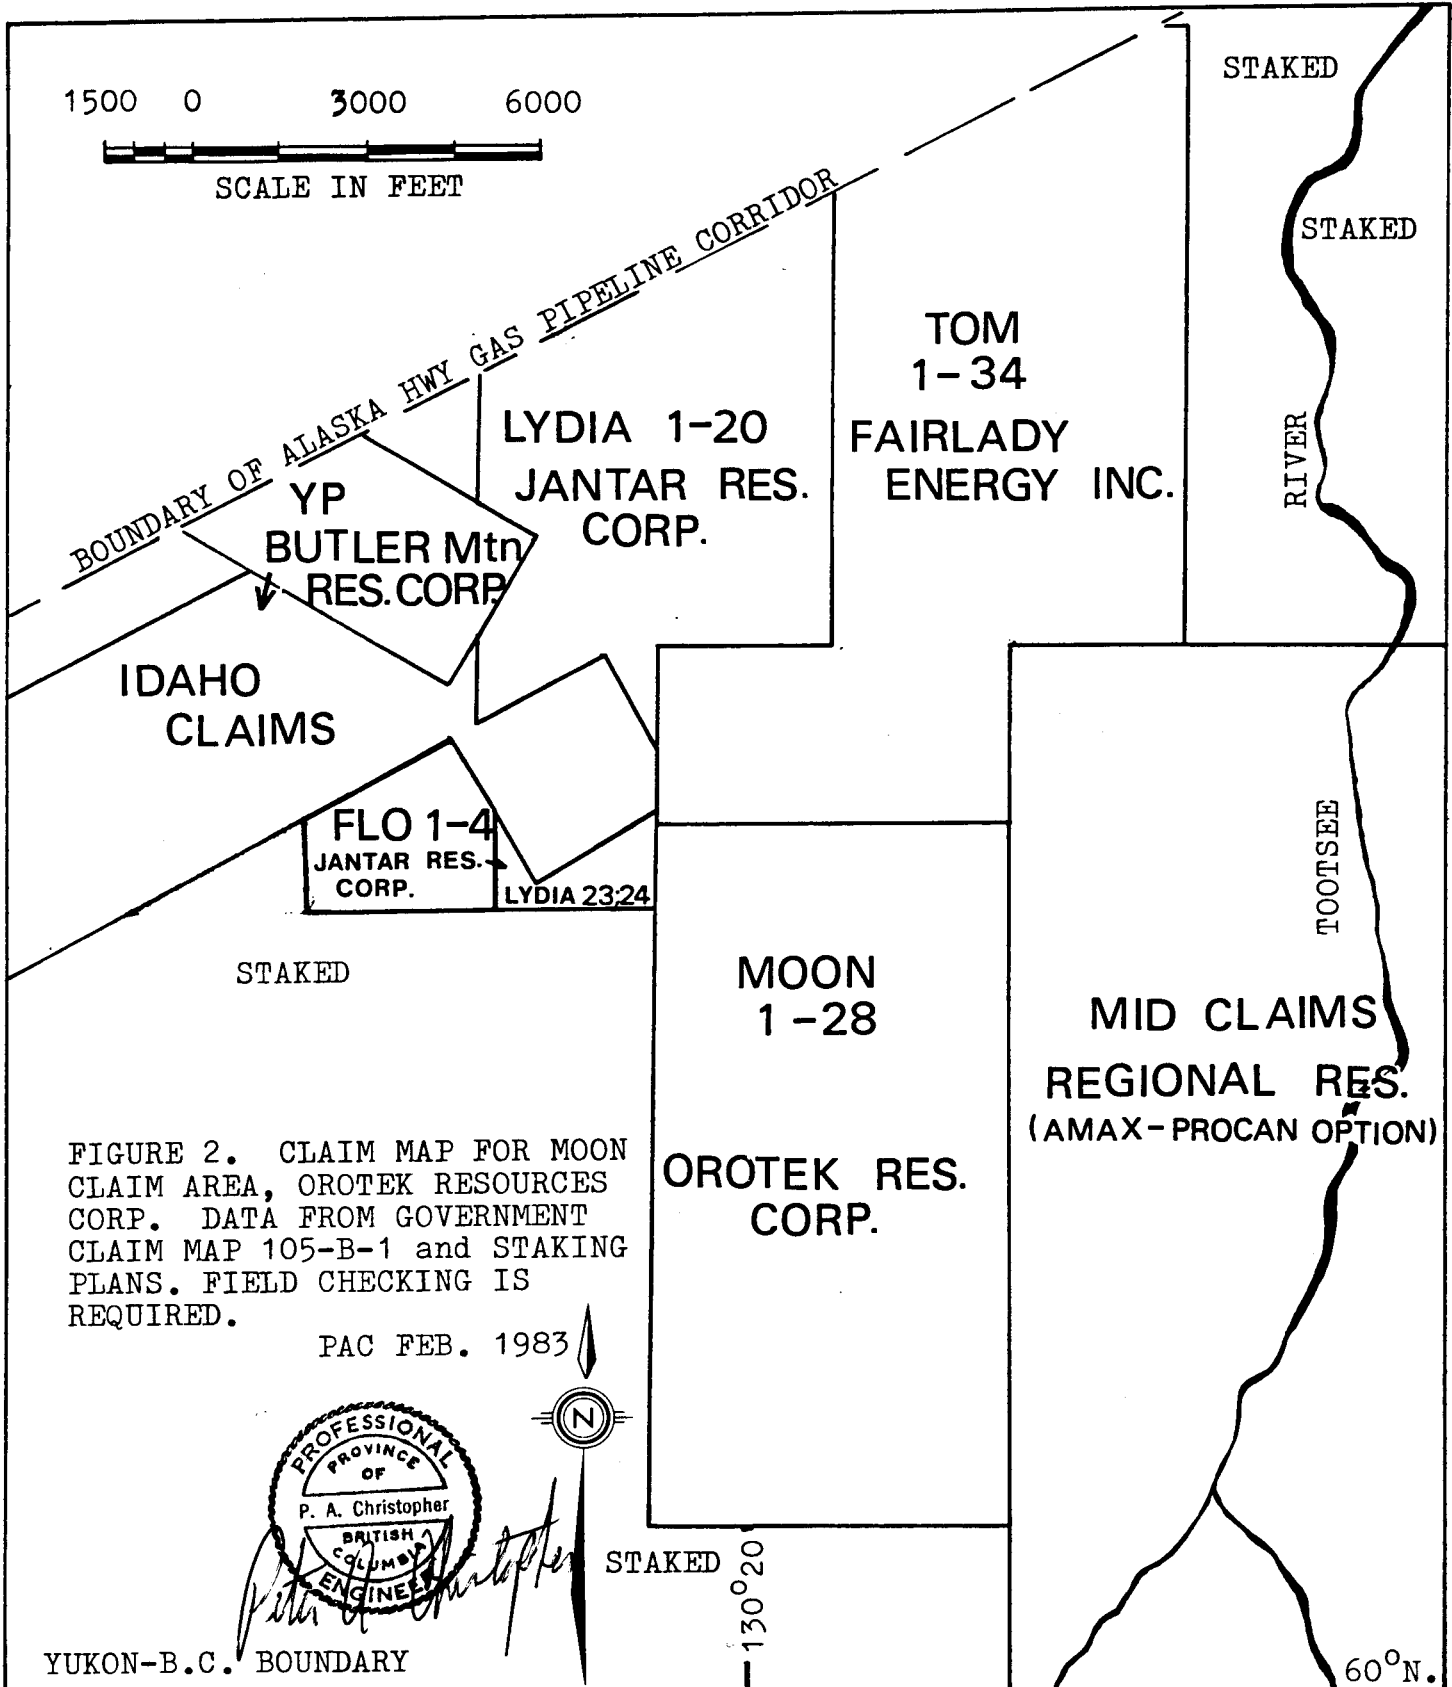 STAKED
1500 0 3000 6000
SCALE IN FEET
BOUNDARY OF ALASKA HWY GAS PIPELINE CORRIDOR
STAKED
TOM
1-34
FAIRLADY
ENERGY INC.
LYDIA 1-20
JANTAR RES.
CORP.
RIVER
YP
BUTLER Mtn
RES. CORP.
IDAHO
CLAIMS
FLO 1-4
JANTAR RES.
CORP.
LYDIA 23;24
TOOTSEE
STAKED
MOON
1-28
MID CLAIMS
REGIONAL RES.
(AMAX-PROCAN OPTION)
OROTEK RES.
CORP.
FIGURE 2. CLAIM MAP FOR MOON
CLAIM AREA, OROTEK RESOURCES
CORP. DATA FROM GOVERNMENT
CLAIM MAP 105-B-1 and STAKING
PLANS. FIELD CHECKING IS
REQUIRED.
PAC FEB. 1983
N
PROFESSIONAL
PROVINCE
OF
P. A. Christopher
BRITISH
COLUMBIA
ENGINEER
Peter A Christopher
STAKED
130°20
YUKON-B.C. BOUNDARY
60°N.